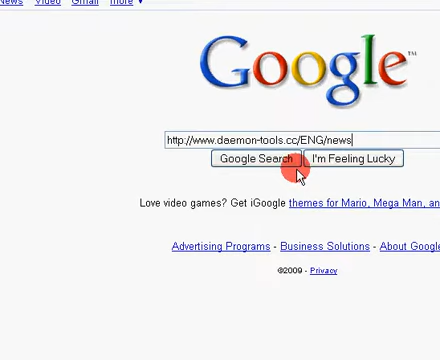 News Video Gmail more ▼
Google™
http://www.daemon-tools.cc/ENG/news
Google Search I'm Feeling Lucky
Love video games? Get iGoogle themes for Mario, Mega Man, an
Advertising Programs - Business Solutions - About Google
©2009 - Privacy